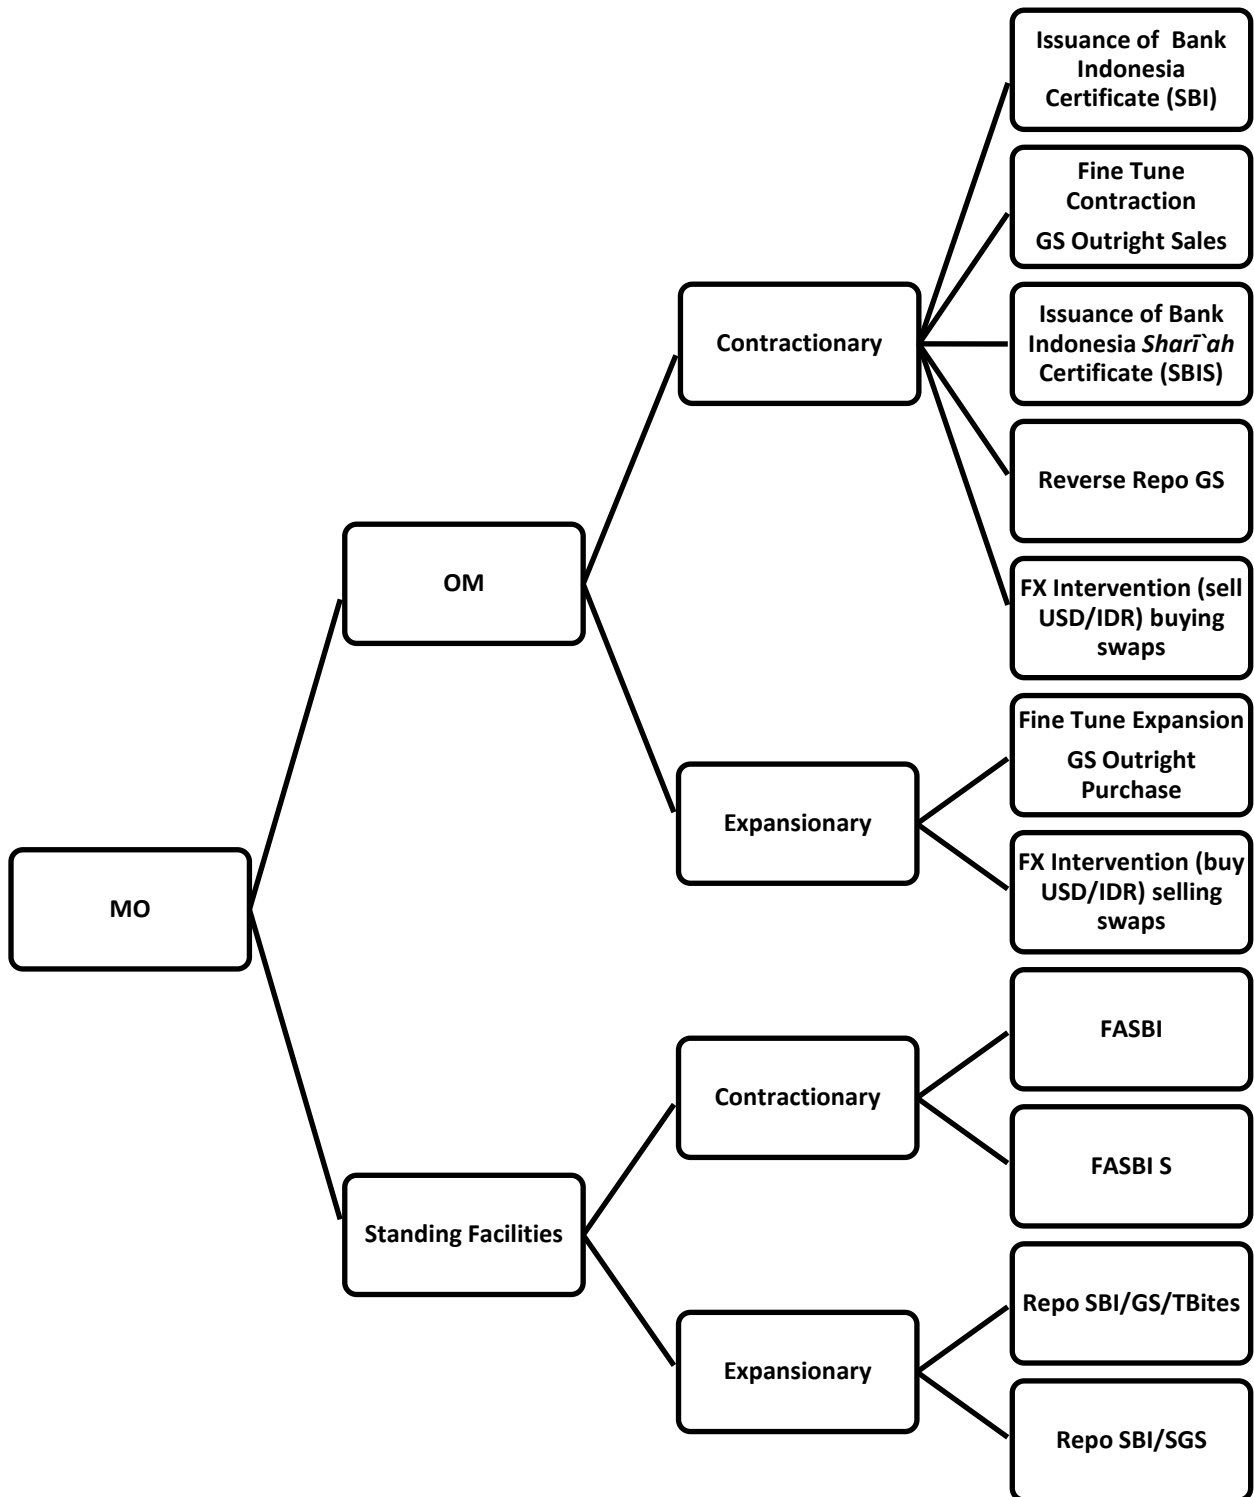 Issuance of Bank
Indonesia
Certificate (SBI)
Fine Tune
Contraction
GS Outright Sales
Contractionary
Issuance of Bank
Indonesia Sharī`ah
Certificate (SBIS)
Reverse Repo GS
OM
FX Intervention (sell
USD/IDR) buying
swaps
Fine Tune Expansion
GS Outright
Purchase
Expansionary
FX Intervention (buy
USD/IDR) selling
swaps
MO
FASBI
Contractionary
FASBI S
Standing Facilities
Repo SBI/GS/TBites
Expansionary
Repo SBI/SGS